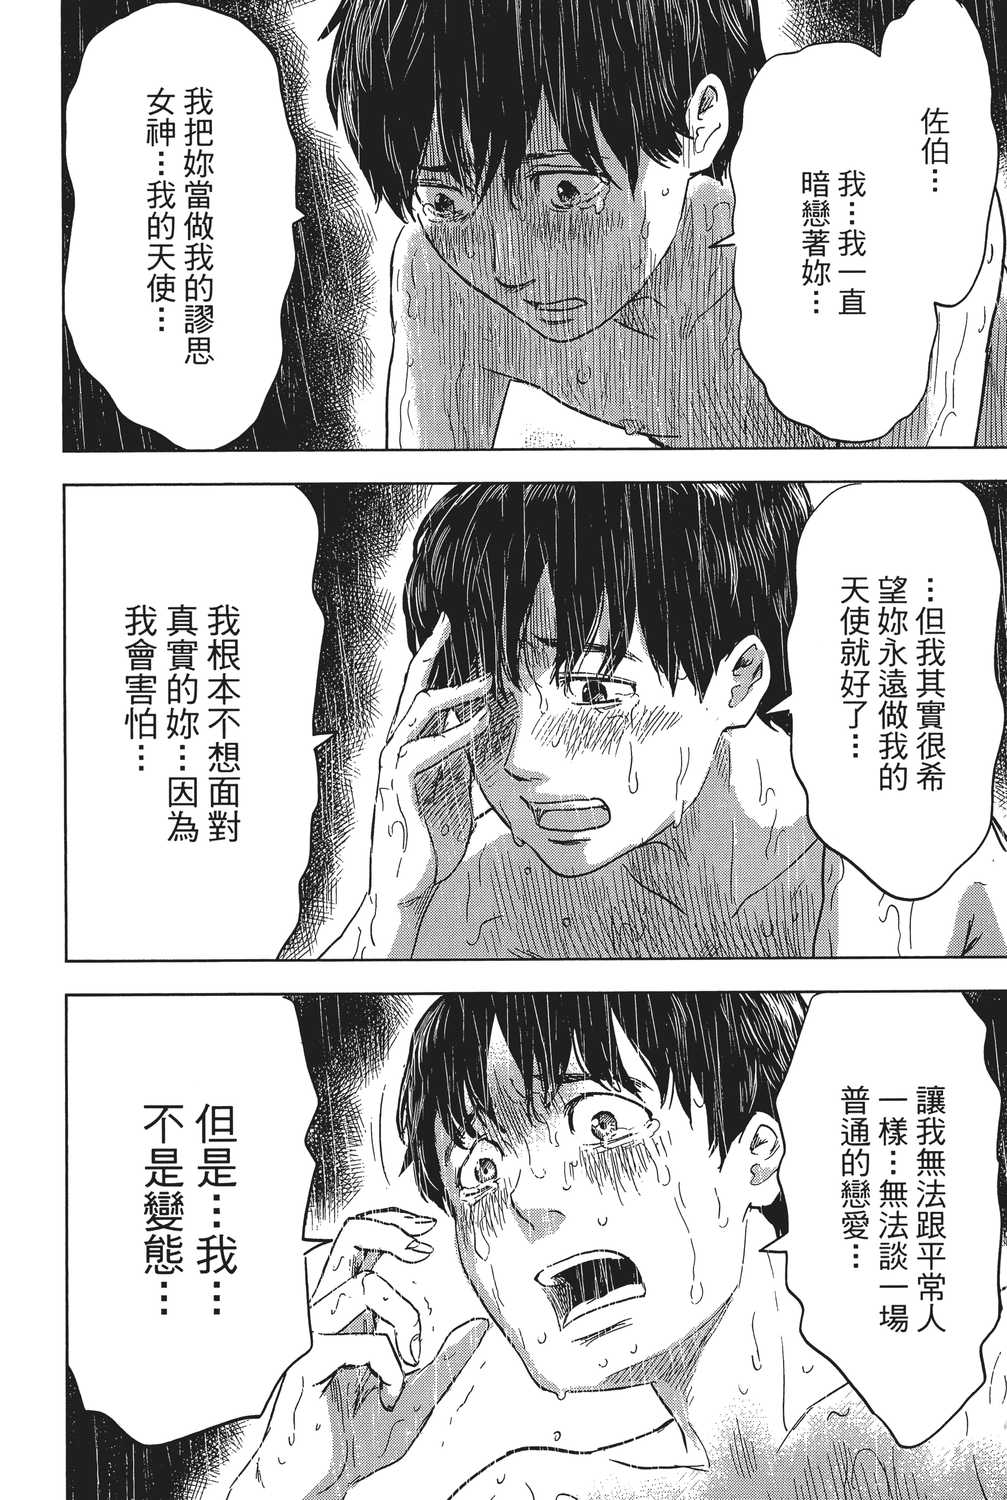 佐伯⋯
我⋯我一直
暗戀著妳⋯
我把妳當做我的謬思
女神⋯我的天使⋯
⋯但我其實很希
望妳永遠做我的
天使就好了⋯
我根本不想面對
真實的妳⋯因為
我會害怕⋯
讓我無法跟平常人
一樣⋯無法談一場
普通的戀愛⋯
但是⋯我⋯
不是變態⋯